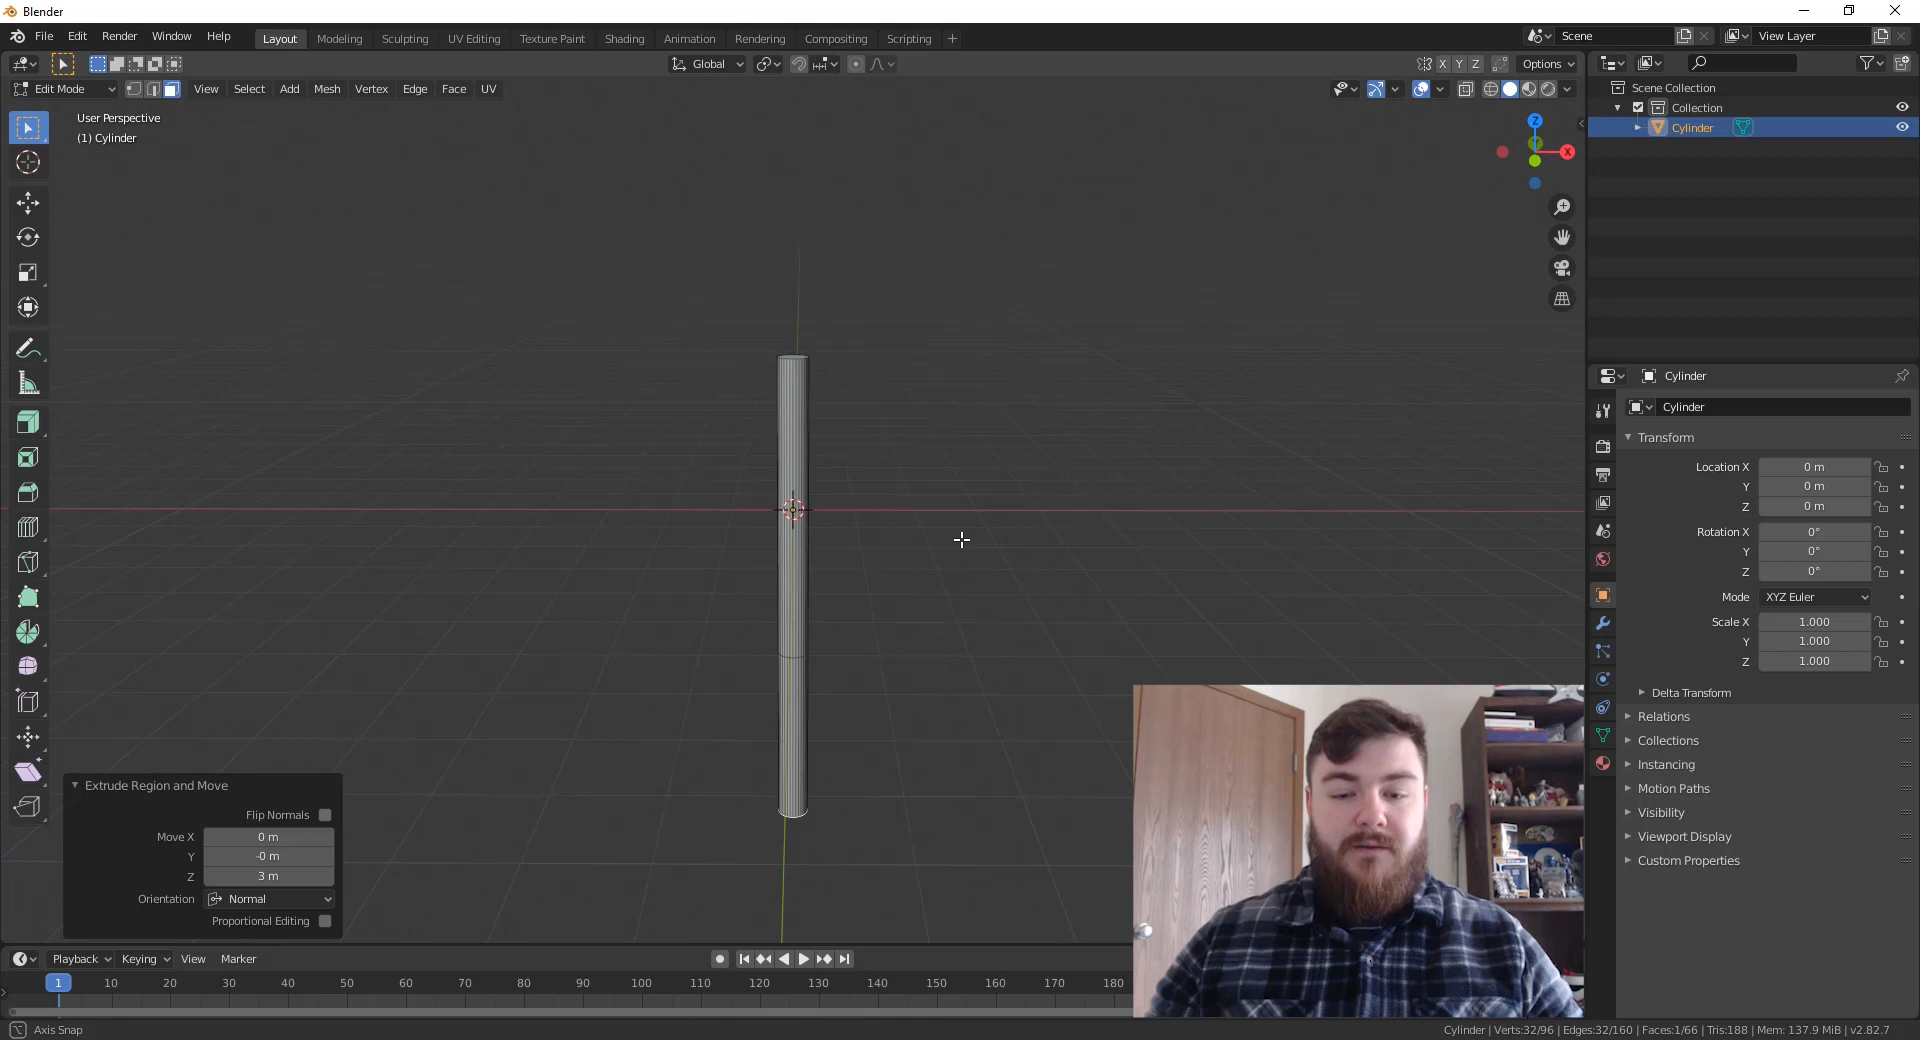 Blender
File Edit Render Window Help
Layout Modeling Sculpting UV Editing Texture Paint Shading Animation Rendering Compositing Scripting +
Scene
View Layer
Global
X Y Z Options
Edit Mode
View Select Add Mesh Vertex Edge Face UV
User Perspective
(1) Cylinder
Z
Y
X
Scene Collection
Collection
Cylinder
Cylinder
Cylinder
Transform
Location X 0 m
Y 0 m
Z 0 m
Rotation X 0°
Y 0°
Z 0°
Mode XYZ Euler
Scale X 1.000
Y 1.000
Z 1.000
Delta Transform
Relations
Collections
Instancing
Motion Paths
Visibility
Viewport Display
Custom Properties
Extrude Region and Move
Flip Normals
Move X 0 m
Y -0 m
Z 3 m
Orientation Normal
Proportional Editing
Playback Keying View Marker
1 10 20 30 40 50 60 70 80 90 100 110 120 130 140 150 160 170 180
Axis Snap
Cylinder | Verts:32/96 | Edges:32/160 | Faces:1/66 | Tris:188 | Mem: 137.9 MiB | v2.82.7